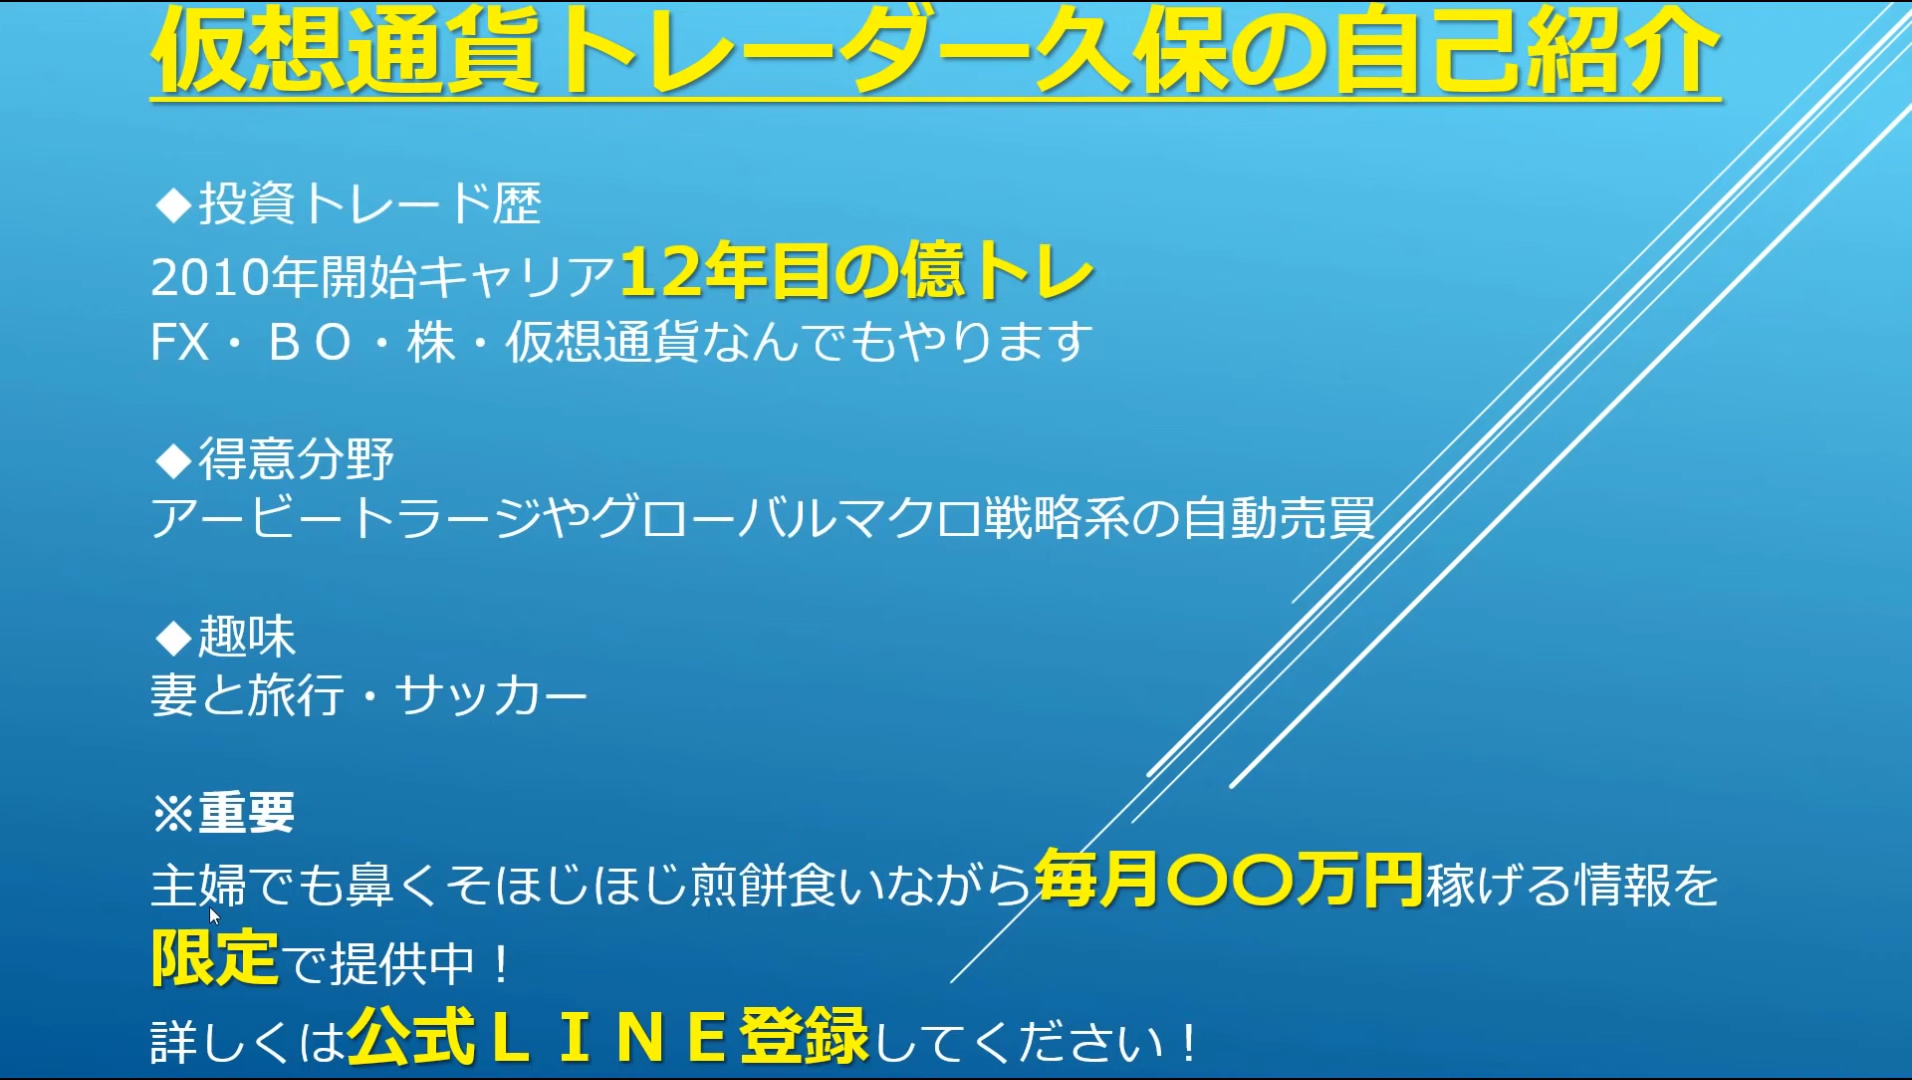 仮想通貨トレーダー久保の自己紹介
◆投資トレード歴
2010年開始キャリア12年目の億トレ
FX・ＢＯ・株・仮想通貨なんでもやります
◆得意分野
アービートラージやグローバルマクロ戦略系の自動売買
◆趣味
妻と旅行・サッカー
※重要
主婦でも鼻くそほじほじ煎餅食いながら毎月〇〇万円稼げる情報を
限定で提供中！
詳しくは公式ＬＩＮＥ登録してください！